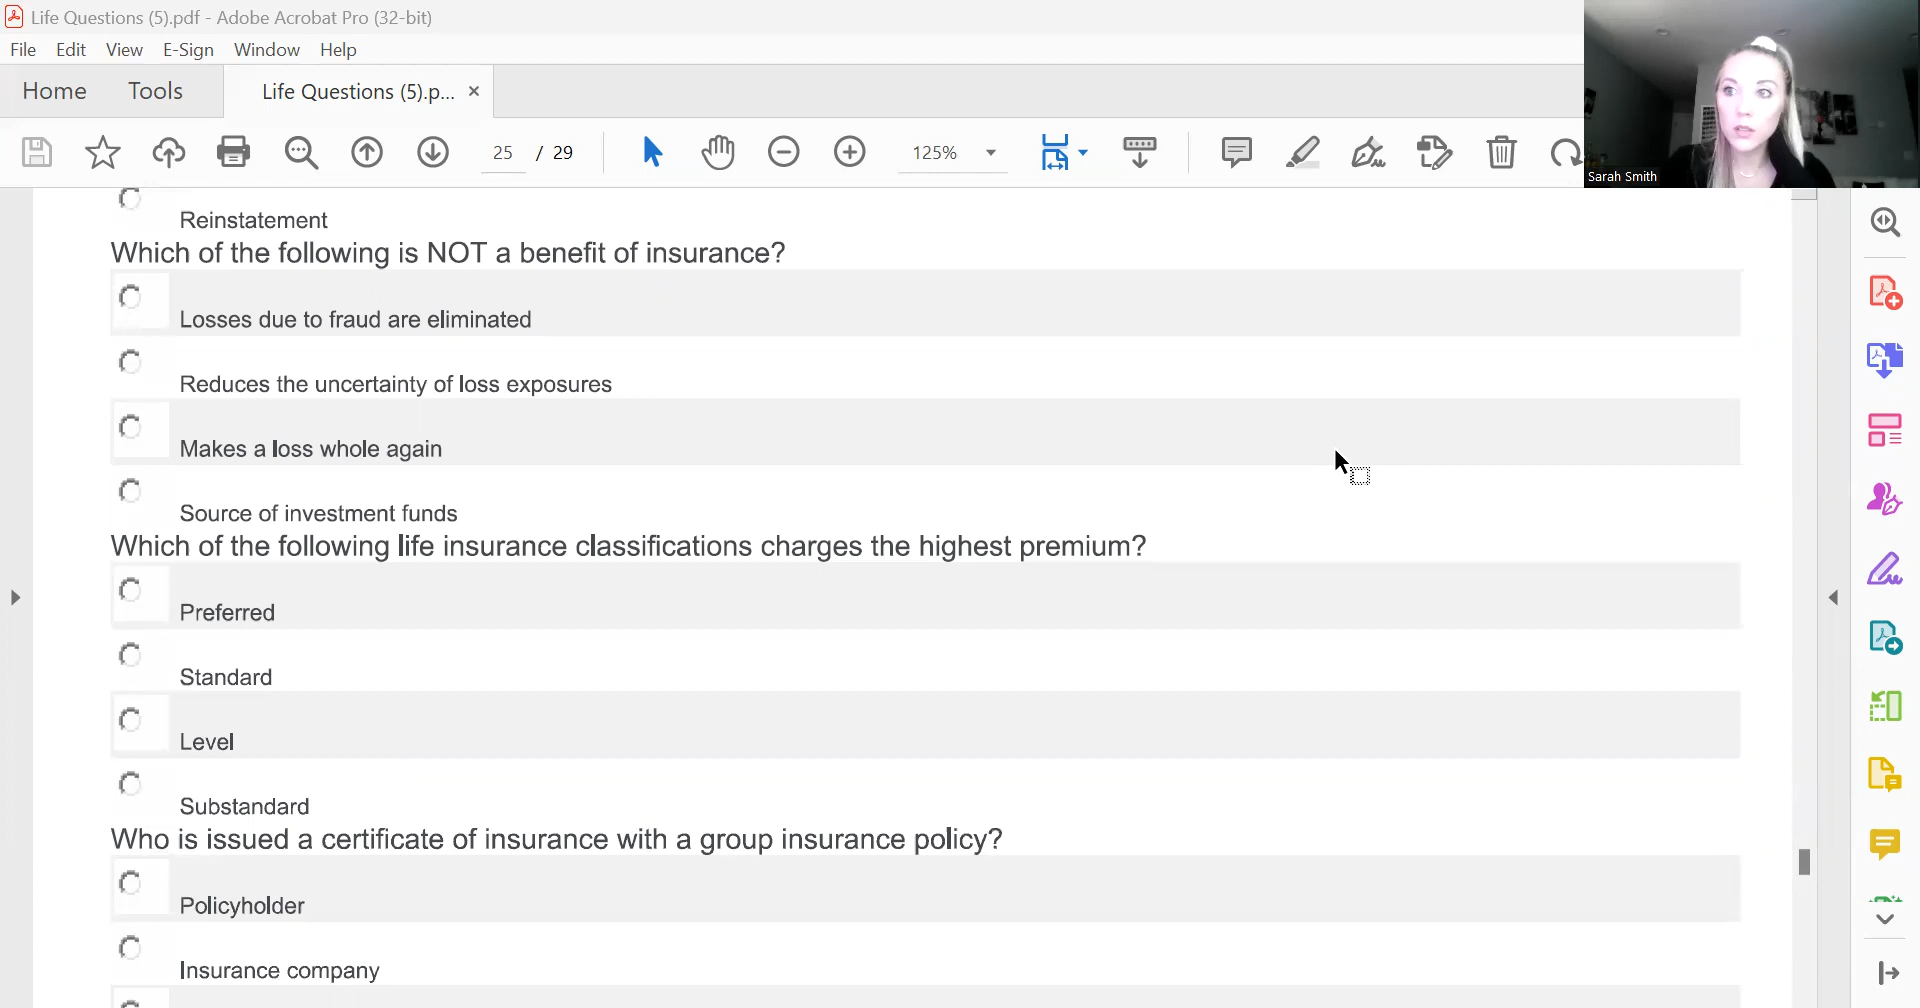 Life Questions (5).pdf - Adobe Acrobat Pro (32-bit)
File Edit View E-Sign Window Help
Home Tools Life Questions (5).p... ×
25 / 29 125%
Sarah Smith
Reinstatement
Which of the following is NOT a benefit of insurance?
Losses due to fraud are eliminated
Reduces the uncertainty of loss exposures
Makes a loss whole again
Source of investment funds
Which of the following life insurance classifications charges the highest premium?
Preferred
Standard
Level
Substandard
Who is issued a certificate of insurance with a group insurance policy?
Policyholder
Insurance company